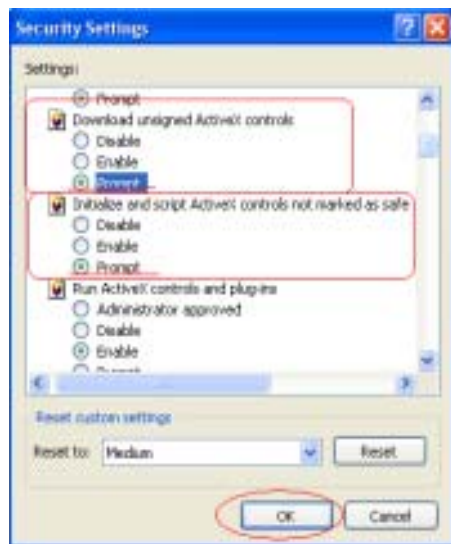 Security Settings
Settings:
Prompt
Download unsigned ActiveX controls
Disable
Enable
Prompt
Initialize and script ActiveX controls not marked as safe
Disable
Enable
Prompt
Run ActiveX controls and plug-ins
Administrator approved
Disable
Enable
Prompt
Reset custom settings
Reset to: Medium Reset
OK Cancel